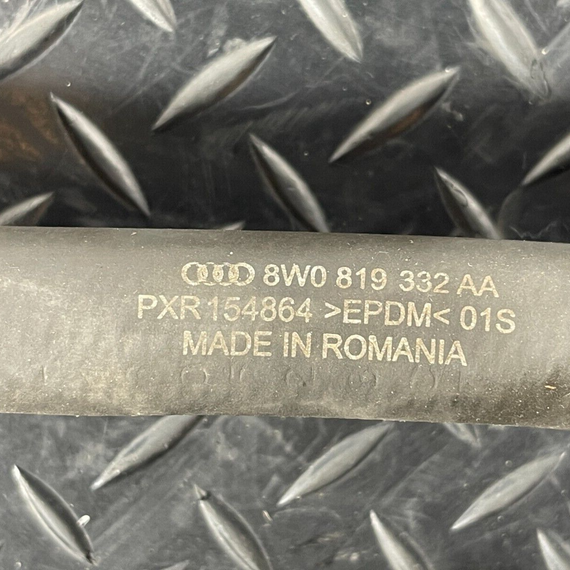 8W0 819 332 AA
PXR 154864 >EPDM< 01S
MADE IN ROMANIA